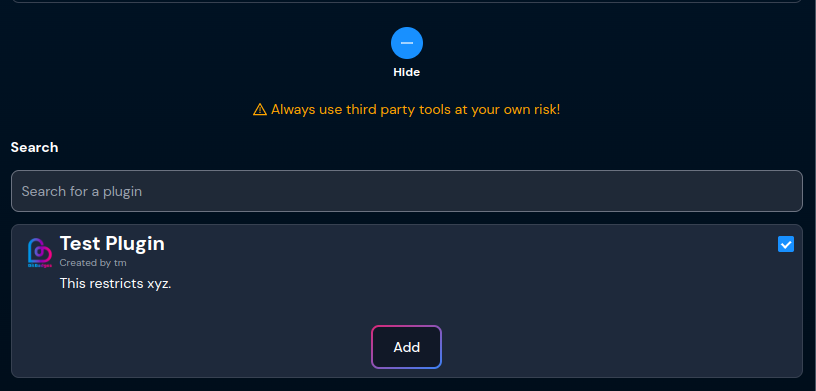 Hide
Always use third party tools at your own risk!
Search
Search for a plugin
Test Plugin
Created by tm
This restricts xyz.
Add